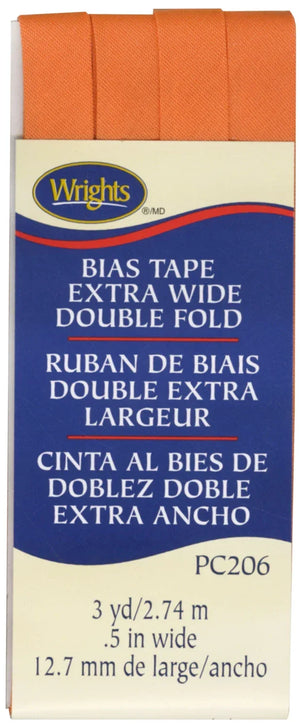 Wrights
®/MD
BIAS TAPE
EXTRA WIDE
DOUBLE FOLD
RUBAN DE BIAIS
DOUBLE EXTRA
LARGEUR
CINTA AL BIES DE
DOBLEZ DOBLE
EXTRA ANCHO
PC206
3 yd/2.74 m
.5 in wide
12.7 mm de large/ancho